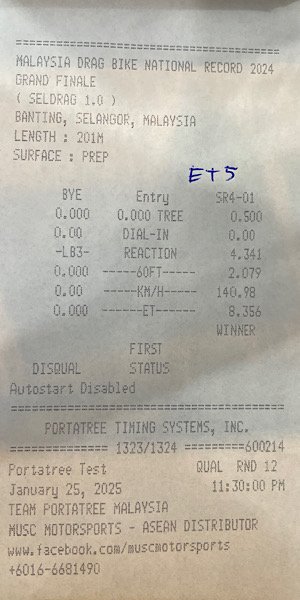 =====================================
MALAYSIA DRAG BIKE NATIONAL RECORD 2024
GRAND FINALE
( SELDRAG 1.0 )
BANTING, SELANGOR, MALAYSIA
LENGTH : 201M
SURFACE : PREP
ET5
BYE Entry SR4-01
0.000 0.000 TREE 0.500
0.00 DIAL-IN 0.00
-LB3- REACTION 4.341
0.000 -----60FT------ 2.079
0.00 -----KM/H----- 140.98
0.000 ------ET------ 8.356
WINNER
FIRST
DISQUAL STATUS
Autostart Disabled
=====================================
PORTATREE TIMING SYSTEMS, INC.
============== 1323/1324 =========600214
Portatree Test QUAL RND 12
January 25, 2025 11:30:00 PM
TEAM PORTATREE MALAYSIA
MUSC MOTORSPORTS - ASEAN DISTRIBUTOR
www.facebook.com/muscmotorsports
+6016-6681490